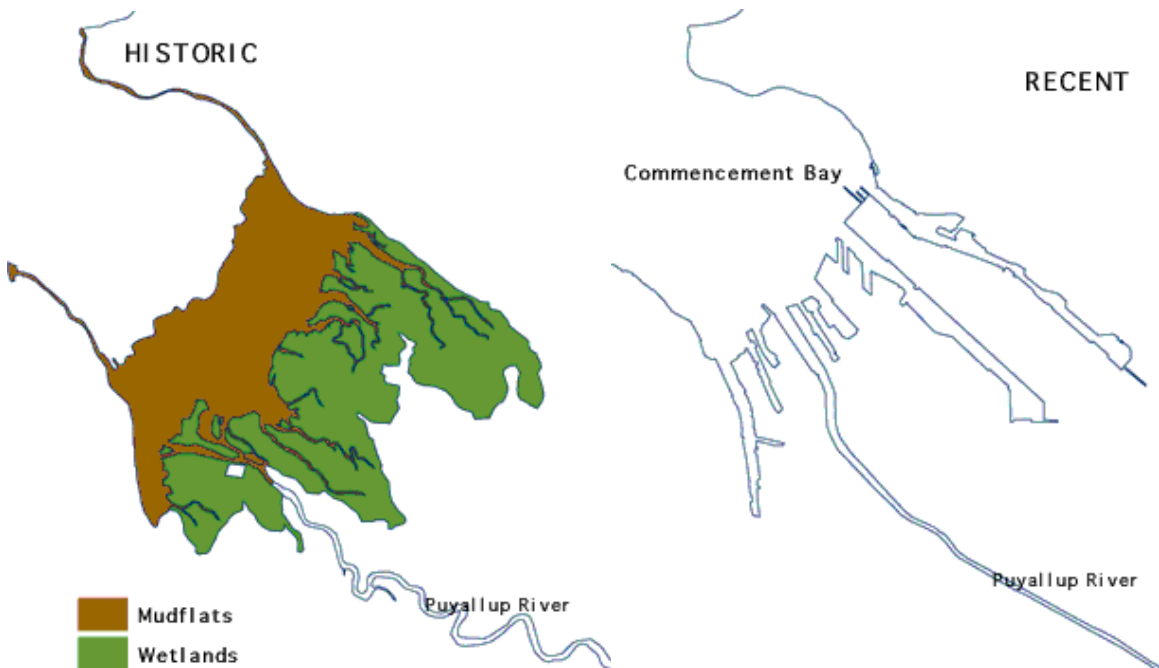 HISTORIC
RECENT
Commencement Bay
Puyallup River
Puyallup River
Mudflats
Wetlands